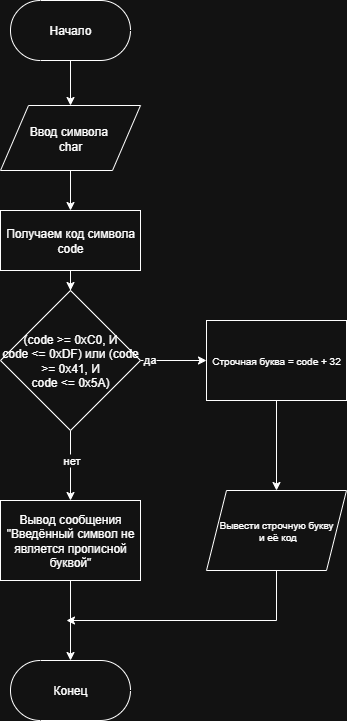 Начало
Ввод символа
char
Получаем код символа
code
(code >= 0xC0, И
code <= 0xDF) или (code
>= 0x41, И
code <= 0x5A)
да
Строчная буква = code + 32
нет
Вывод сообщения
"Введённый символ не
является прописной
буквой"
Вывести строчную букву
и её код
Конец